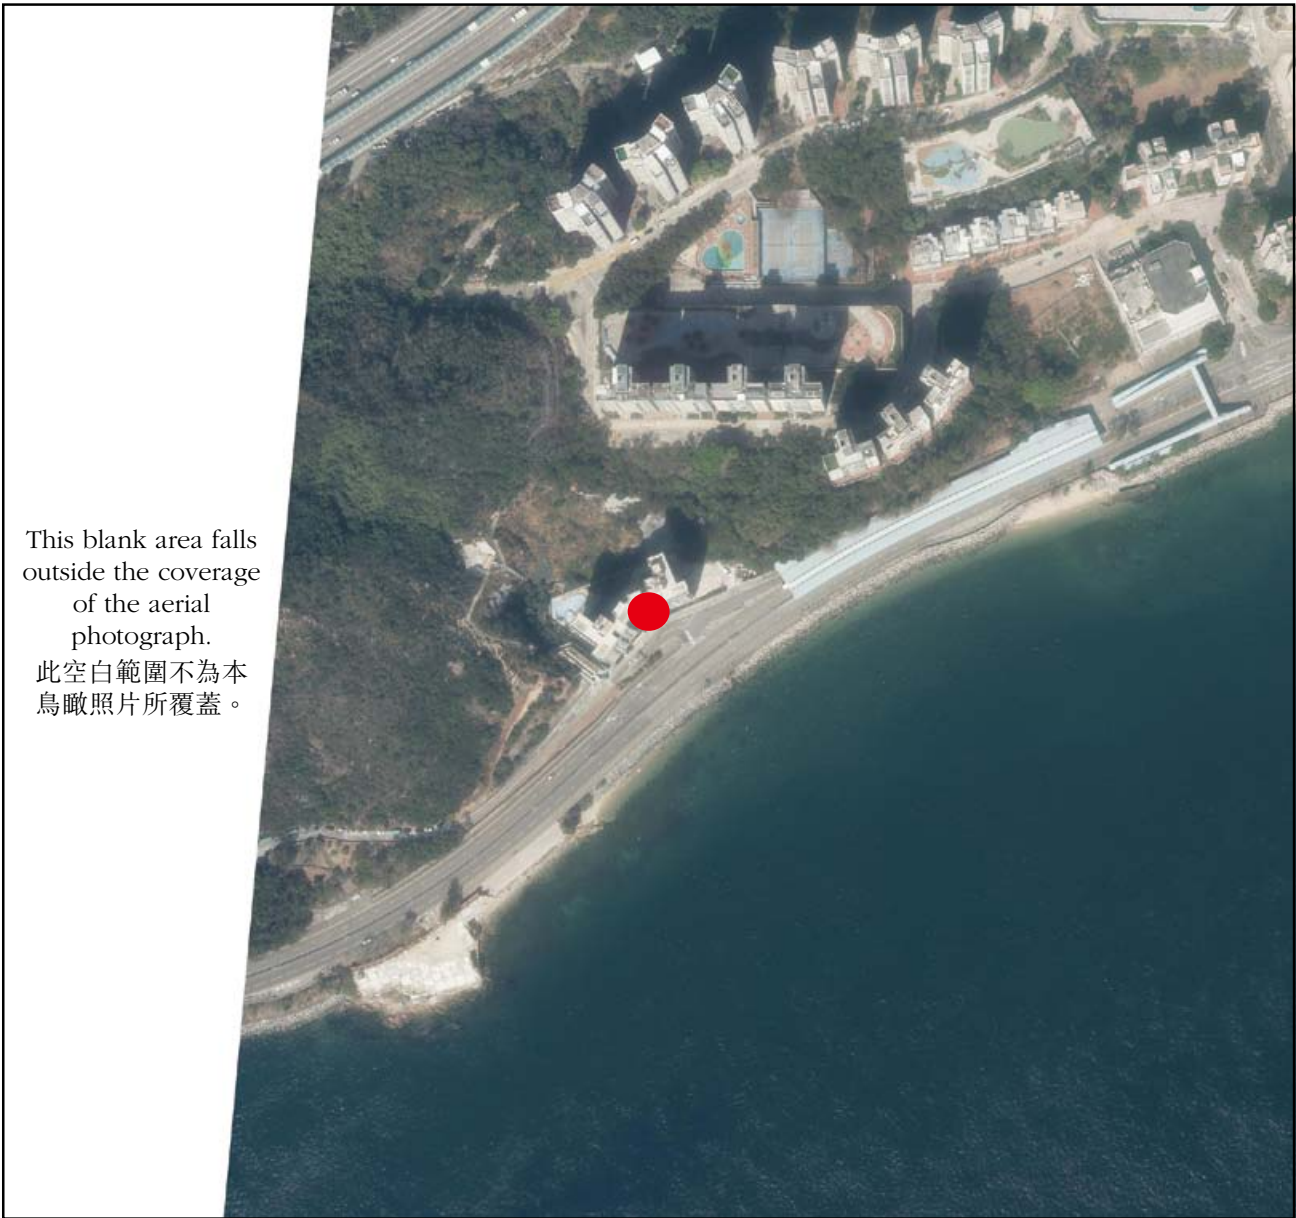 This blank area falls
outside the coverage
of the aerial
photograph.
此空白範圍不為本
鳥瞰照片所覆蓋。